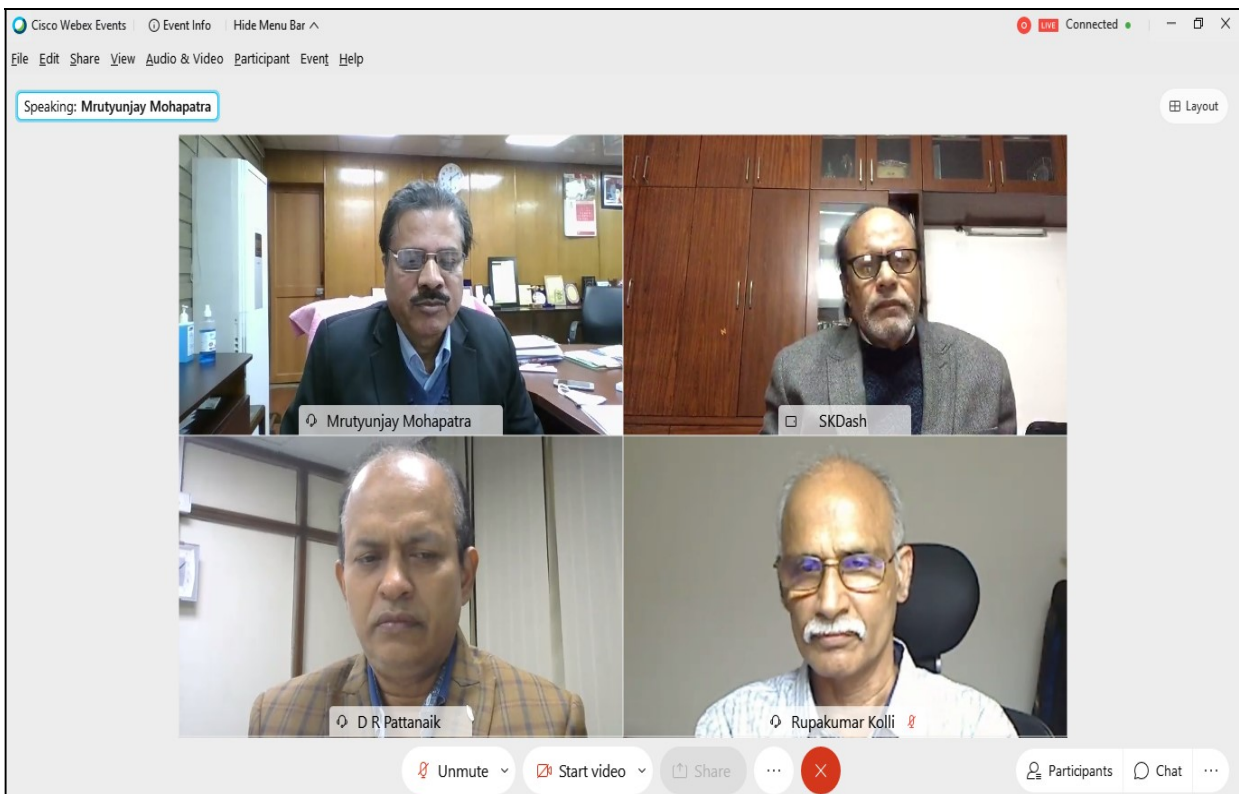 Cisco Webex Events Event Info Hide Menu Bar LIVE Connected
File Edit Share View Audio & Video Participant Event Help
Speaking: Mrutyunjay Mohapatra Layout
Mrutyunjay Mohapatra SKDash
D R Pattanaik Rupakumar Kolli
Unmute Start video Share Participants Chat